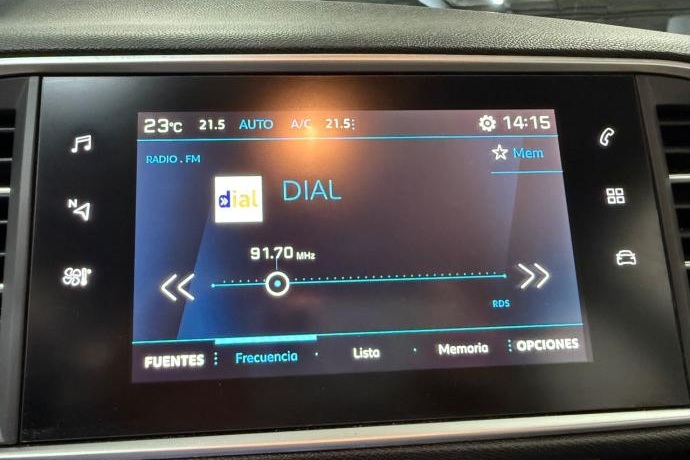 23°C 21.5 AUTO A/C 21.5 14:15
RADIO . FM Mem
dial DIAL
91.70 MHz
RDS
FUENTES Frecuencia Lista Memoria OPCIONES
N